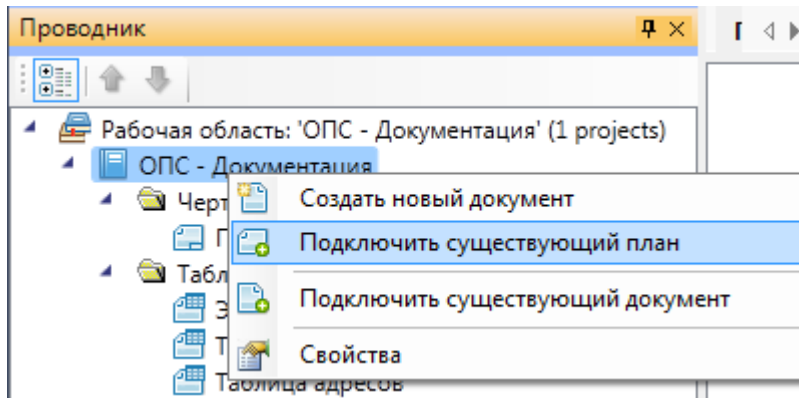 Проводник
Рабочая область: 'ОПС - Документация' (1 projects)
ОПС - Документация
Создать новый документ
Подключить существующий план
Подключить существующий документ
Свойства
Таблица адресов